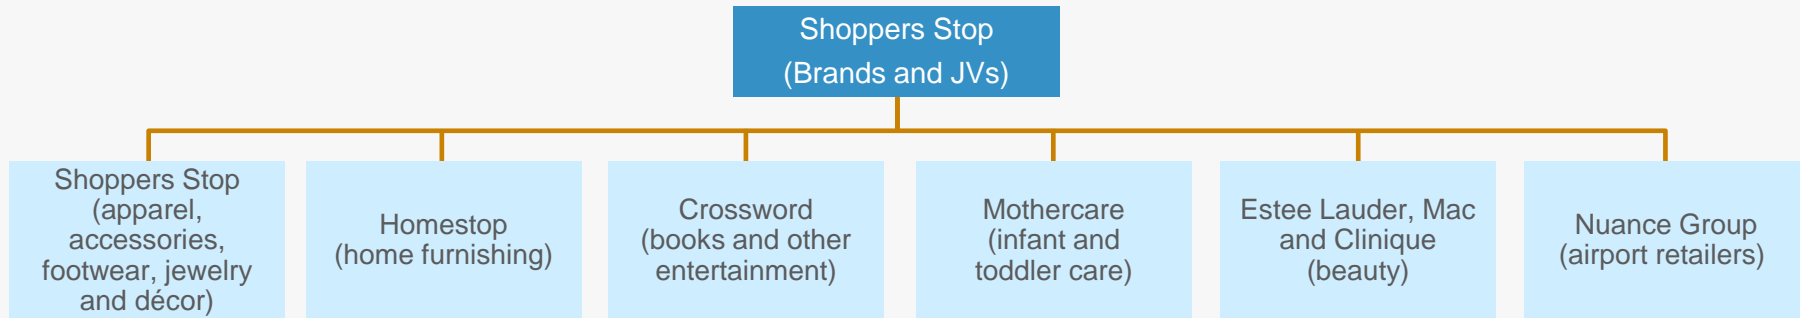 Shoppers Stop
(Brands and JVs)
Shoppers Stop
(apparel,
accessories,
footwear, jewelry
and décor)
Homestop
(home furnishing)
Crossword
(books and other
entertainment)
Mothercare
(infant and
toddler care)
Estee Lauder, Mac
and Clinique
(beauty)
Nuance Group
(airport retailers)